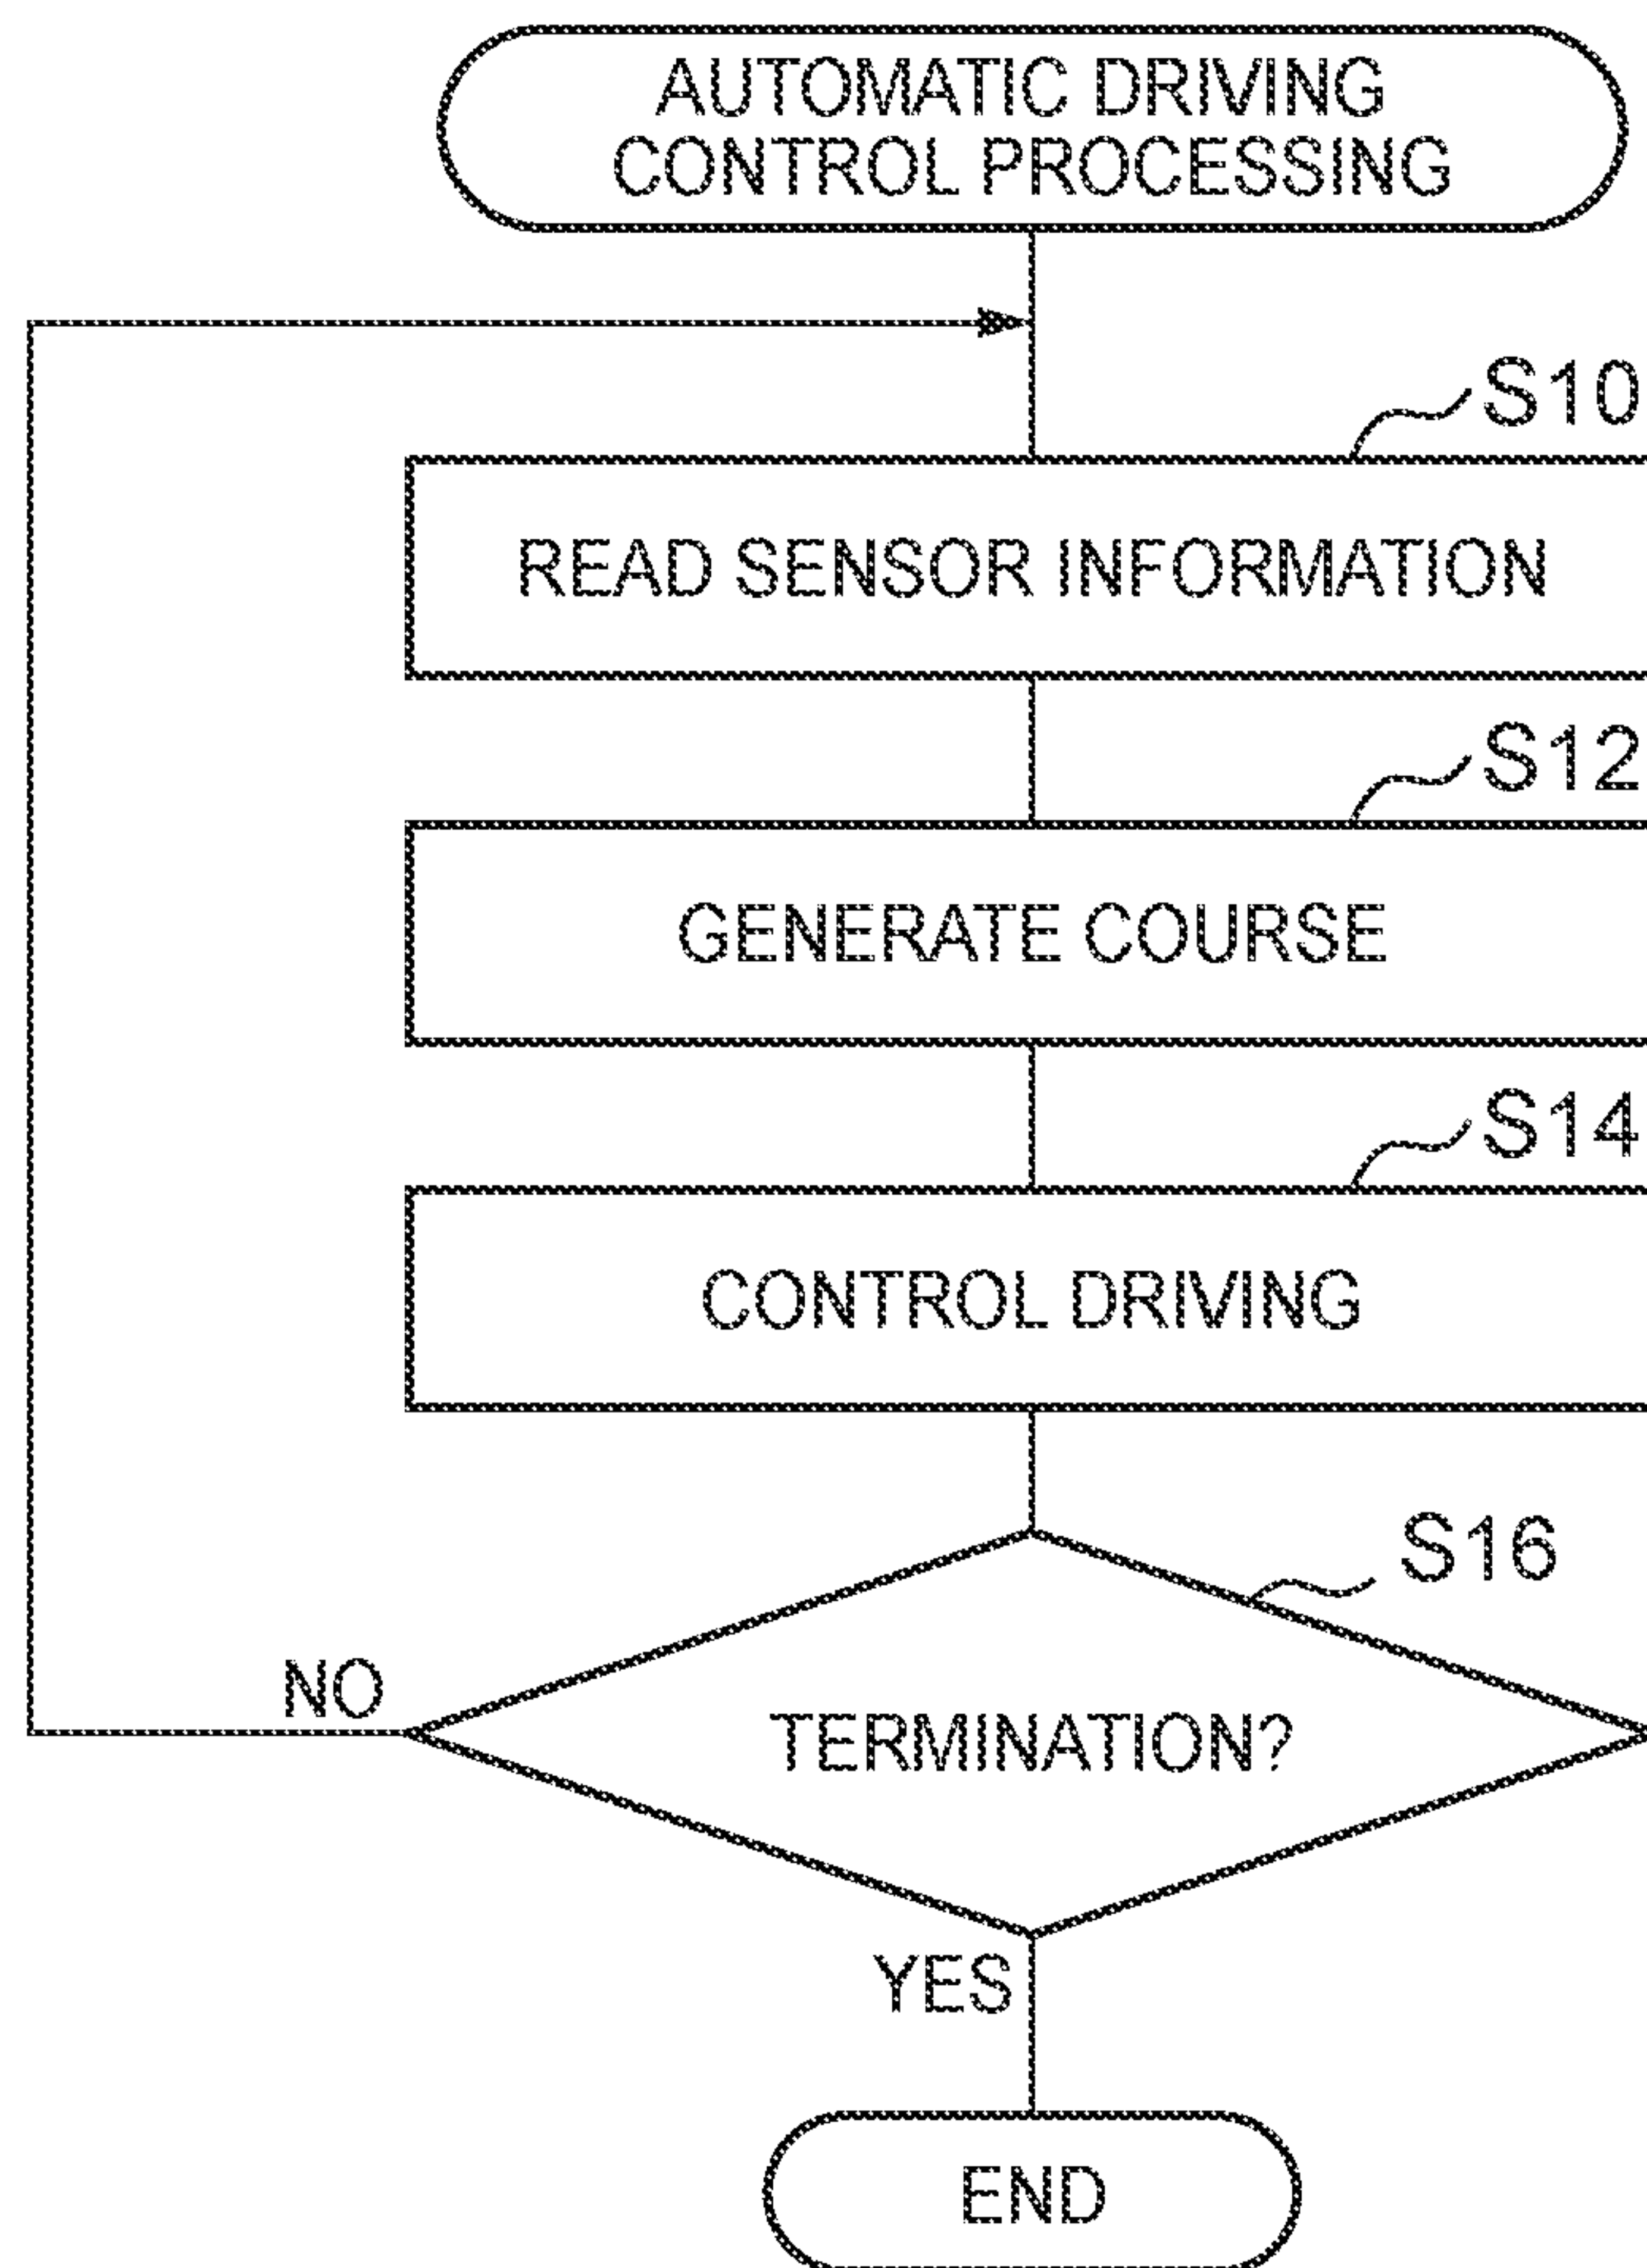 AUTOMATIC DRIVING
CONTROL PROCESSING
S10
READ SENSOR INFORMATION
S12
GENERATE COURSE
S14
CONTROL DRIVING
S16
NO
TERMINATION?
YES
END